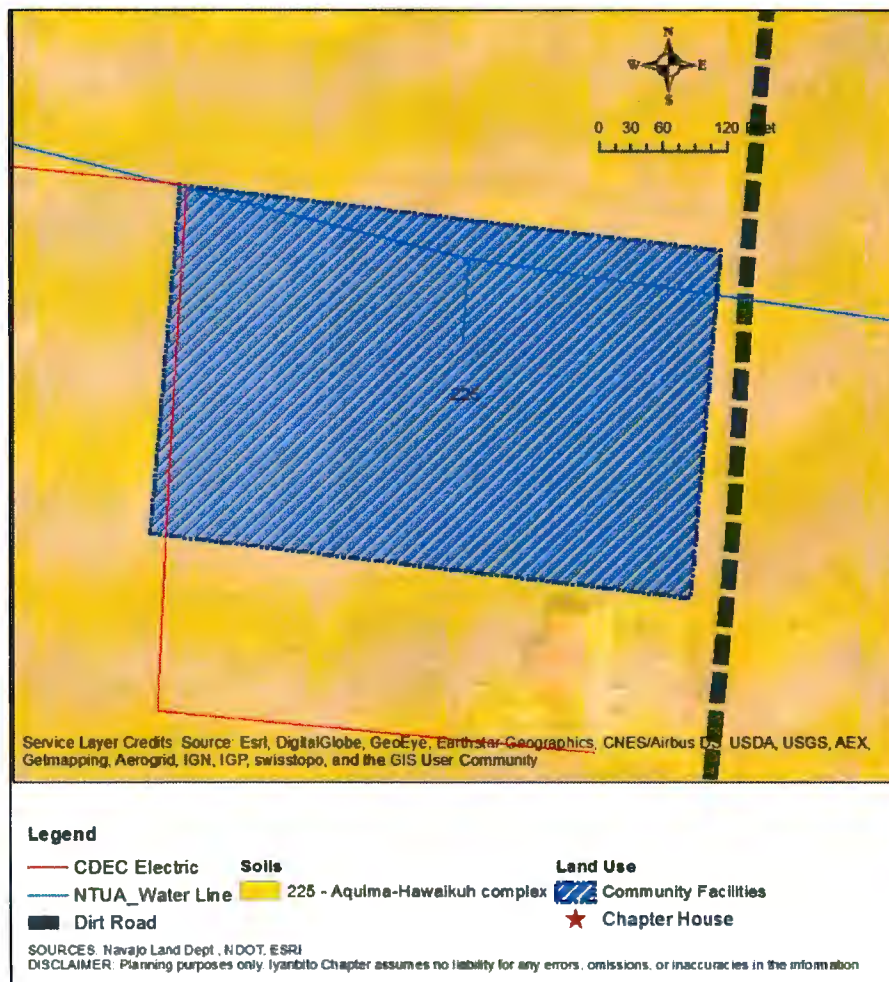 N
W E
S
0 30 60 120 Feet
225
Service Layer Credits: Source: Esri, DigitalGlobe, GeoEye, Earthstar Geographics, CNES/Airbus DS, USDA, USGS, AEX,
Getmapping, Aerogrid, IGN, IGP, swisstopo, and the GIS User Community
Legend
CDEC Electric
NTUA_Water Line
Dirt Road
Soils
225 - Aquima-Hawaikuh complex
Land Use
Community Facilities
Chapter House
SOURCES: Navajo Land Dept., NDOT, ESRI
DISCLAIMER: Planning purposes only. Iyanbito Chapter assumes no liability for any errors, omissions, or inaccuracies in the information